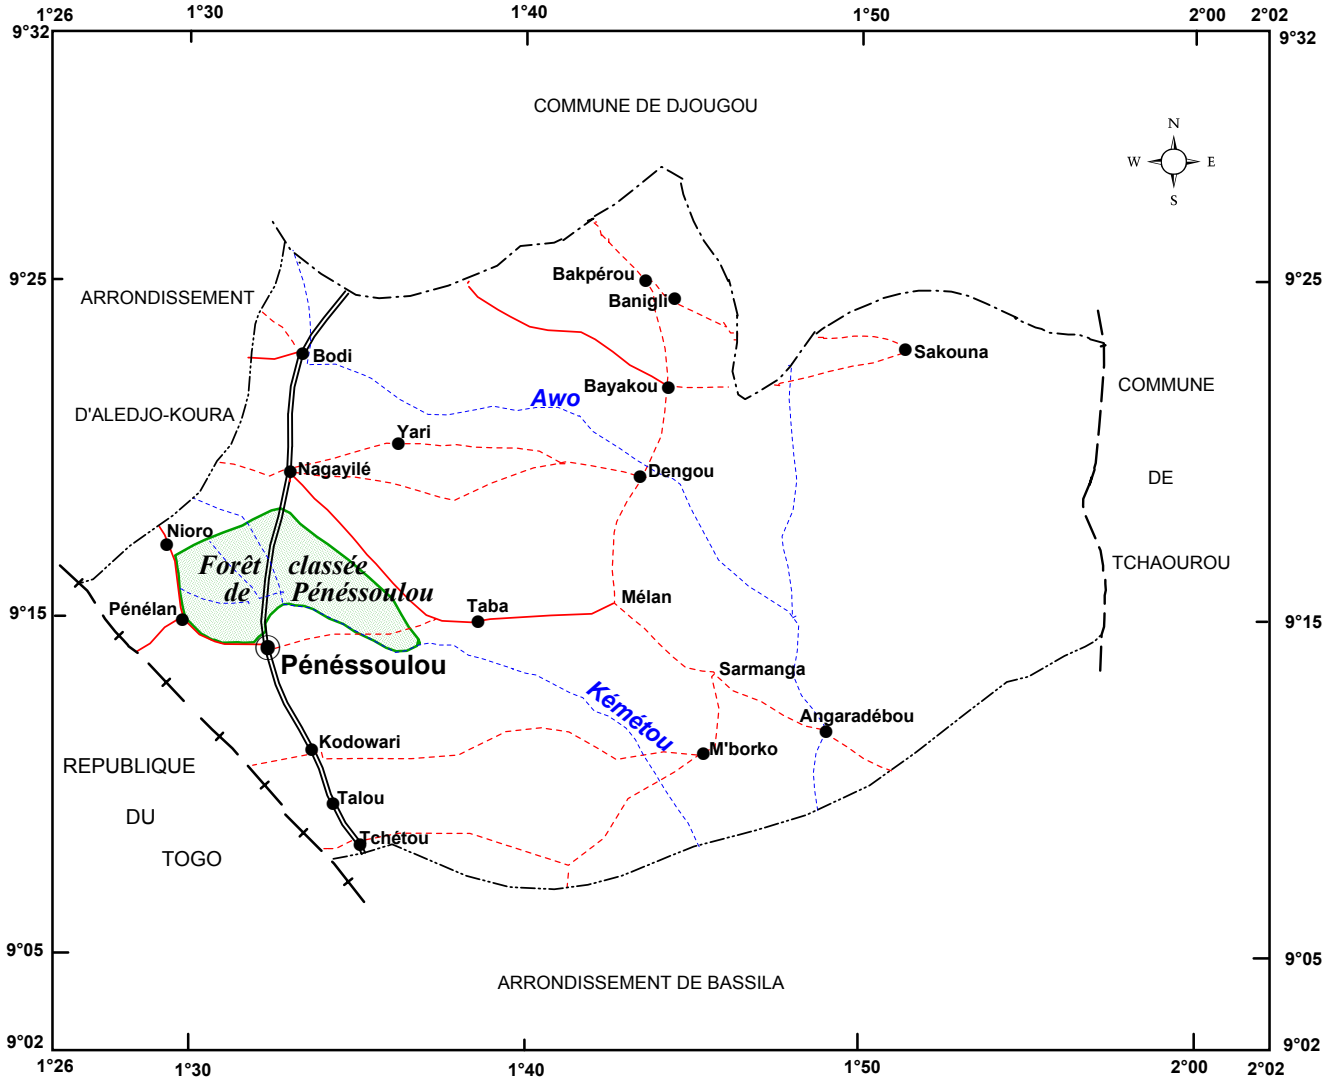 1°26 1°30 1°40 1°50 2°00 2°02
9°32 9°32
COMMUNE DE DJOUGOU
N
W E
S
Bakpérou
9°25 9°25
Banigli
ARRONDISSEMENT
Bodi
Sakouna
Bayakou
COMMUNE
Awo
D'ALEDJO-KOURA
Yari
Nagayilé
Dengou
DE
Nioro
Forêt classée
TCHAOUROU
de Pénéssoulou
Mélan
Pénélan
Taba
9°15 9°15
Pénéssoulou
Sarmanga
Kémétou
Angaradébou
Kodowari
M'borko
REPUBLIQUE
Talou
DU
Tchétou
TOGO
9°05 9°05
ARRONDISSEMENT DE BASSILA
9°02 9°02
1°26 1°30 1°40 1°50 2°00 2°02